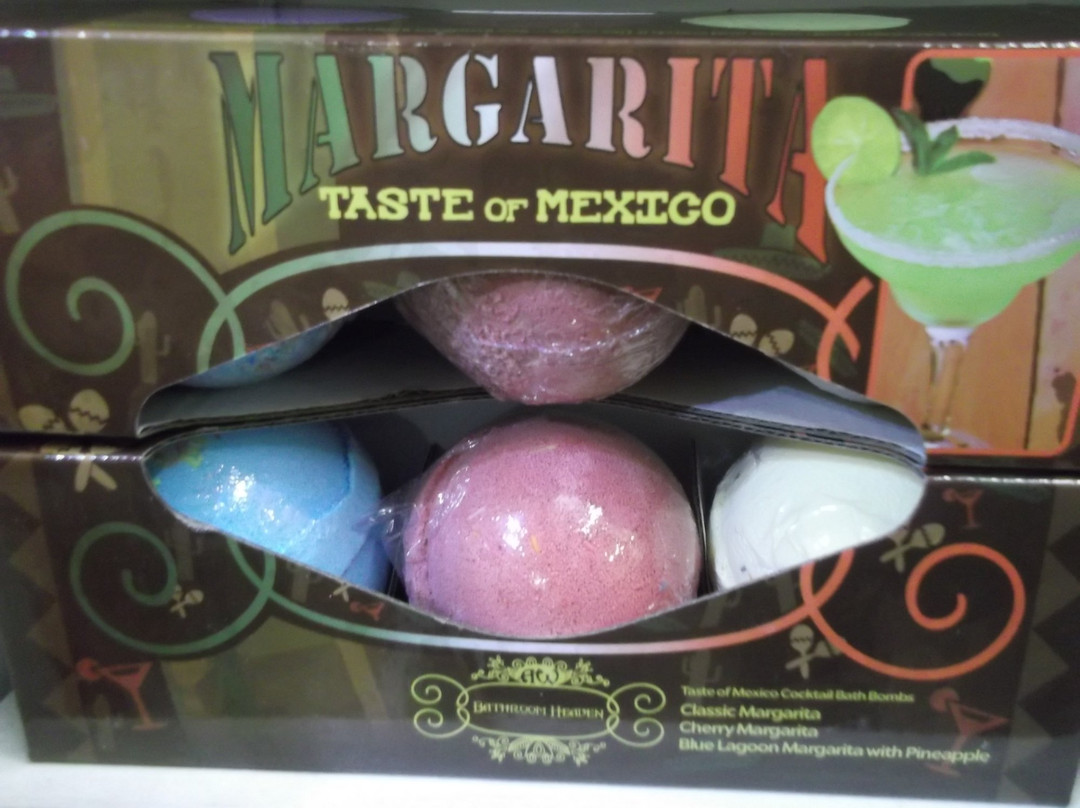 MARGARITA
TASTE OF MEXICO
AW
BATHROOM HEAVEN
Taste of Mexico Cocktail Bath Bombs
Classic Margarita
Cherry Margarita
Blue Lagoon Margarita with Pineapple